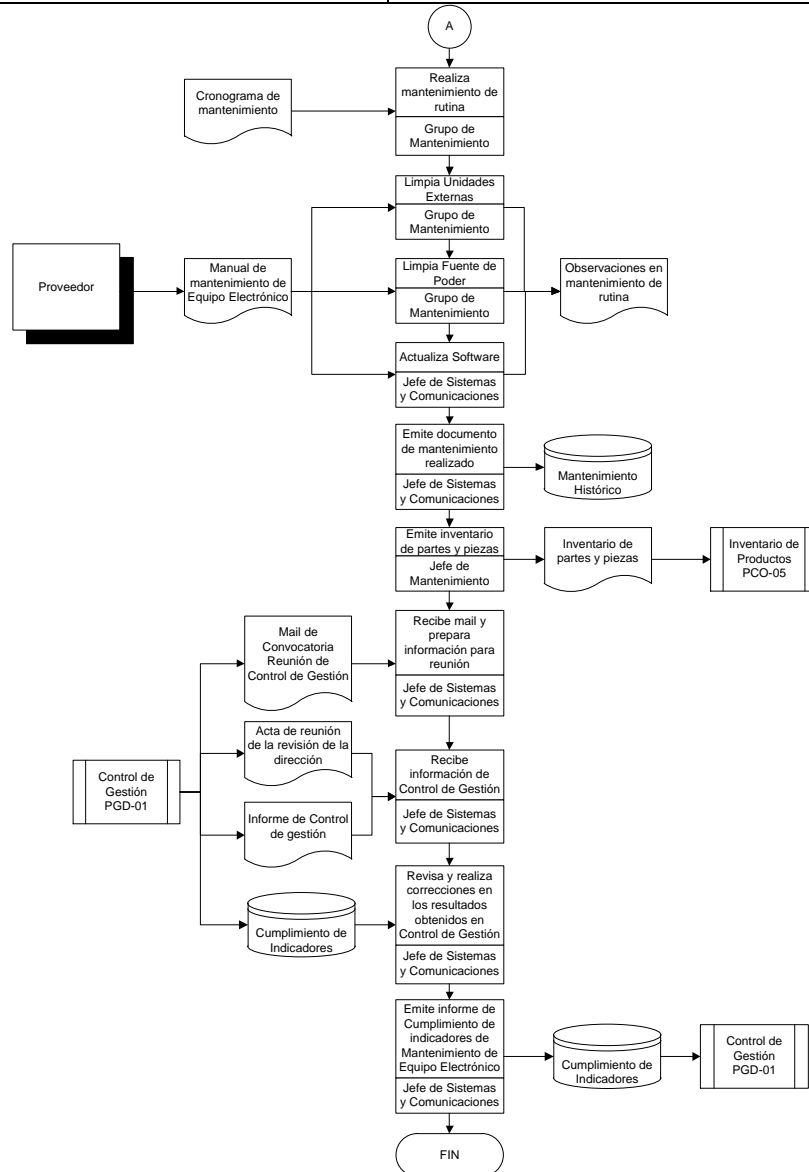 A
Realiza
mantenimiento de
rutina
Grupo de
Mantenimiento
Cronograma de
mantenimiento
Limpia Unidades
Externas
Grupo de
Mantenimiento
Proveedor
Manual de
mantenimiento de
Equipo Electrónico
Limpia Fuente de
Poder
Grupo de
Mantenimiento
Observaciones en
mantenimiento de
rutina
Actualiza Software
Jefe de Sistemas
y Comunicaciones
Emite documento
de mantenimiento
realizado
Jefe de Sistemas
y Comunicaciones
Mantenimiento
Histórico
Emite inventario
de partes y piezas
Jefe de
Mantenimiento
Inventario de
partes y piezas
Inventario de
Productos
PCO-05
Mail de
Convocatoria
Reunión de
Control de Gestión
Recibe mail y
prepara
información para
reunión
Jefe de Sistemas
y Comunicaciones
Acta de reunión
de la revisión de la
dirección
Control de
Gestión
PGD-01
Informe de Control
de gestión
Recibe
información de
Control de Gestión
Jefe de Sistemas
y Comunicaciones
Cumplimiento de
Indicadores
Revisa y realiza
correcciones en
los resultados
obtenidos en
Control de Gestión
Jefe de Sistemas
y Comunicaciones
Emite informe de
Cumplimiento de
indicadores de
Mantenimiento de
Equipo Electrónico
Jefe de Sistemas
y Comunicaciones
Cumplimiento de
Indicadores
Control de
Gestión
PGD-01
FIN